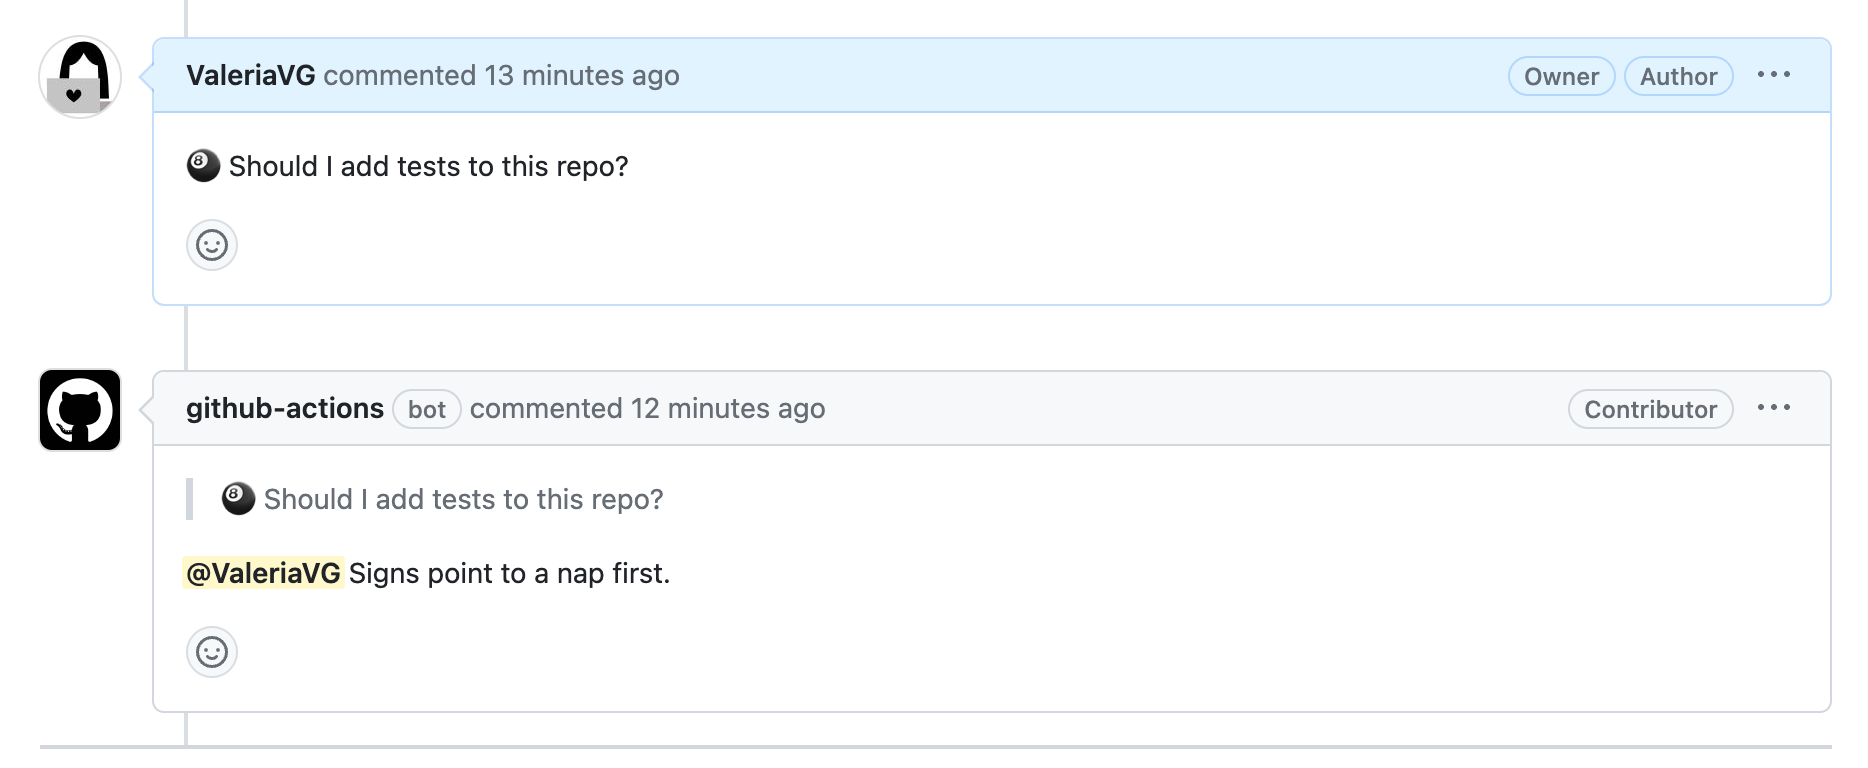 ValeriaVG commented 13 minutes ago Owner Author
🎱 Should I add tests to this repo?
github-actions bot commented 12 minutes ago Contributor
🎱 Should I add tests to this repo?
@ValeriaVG Signs point to a nap first.